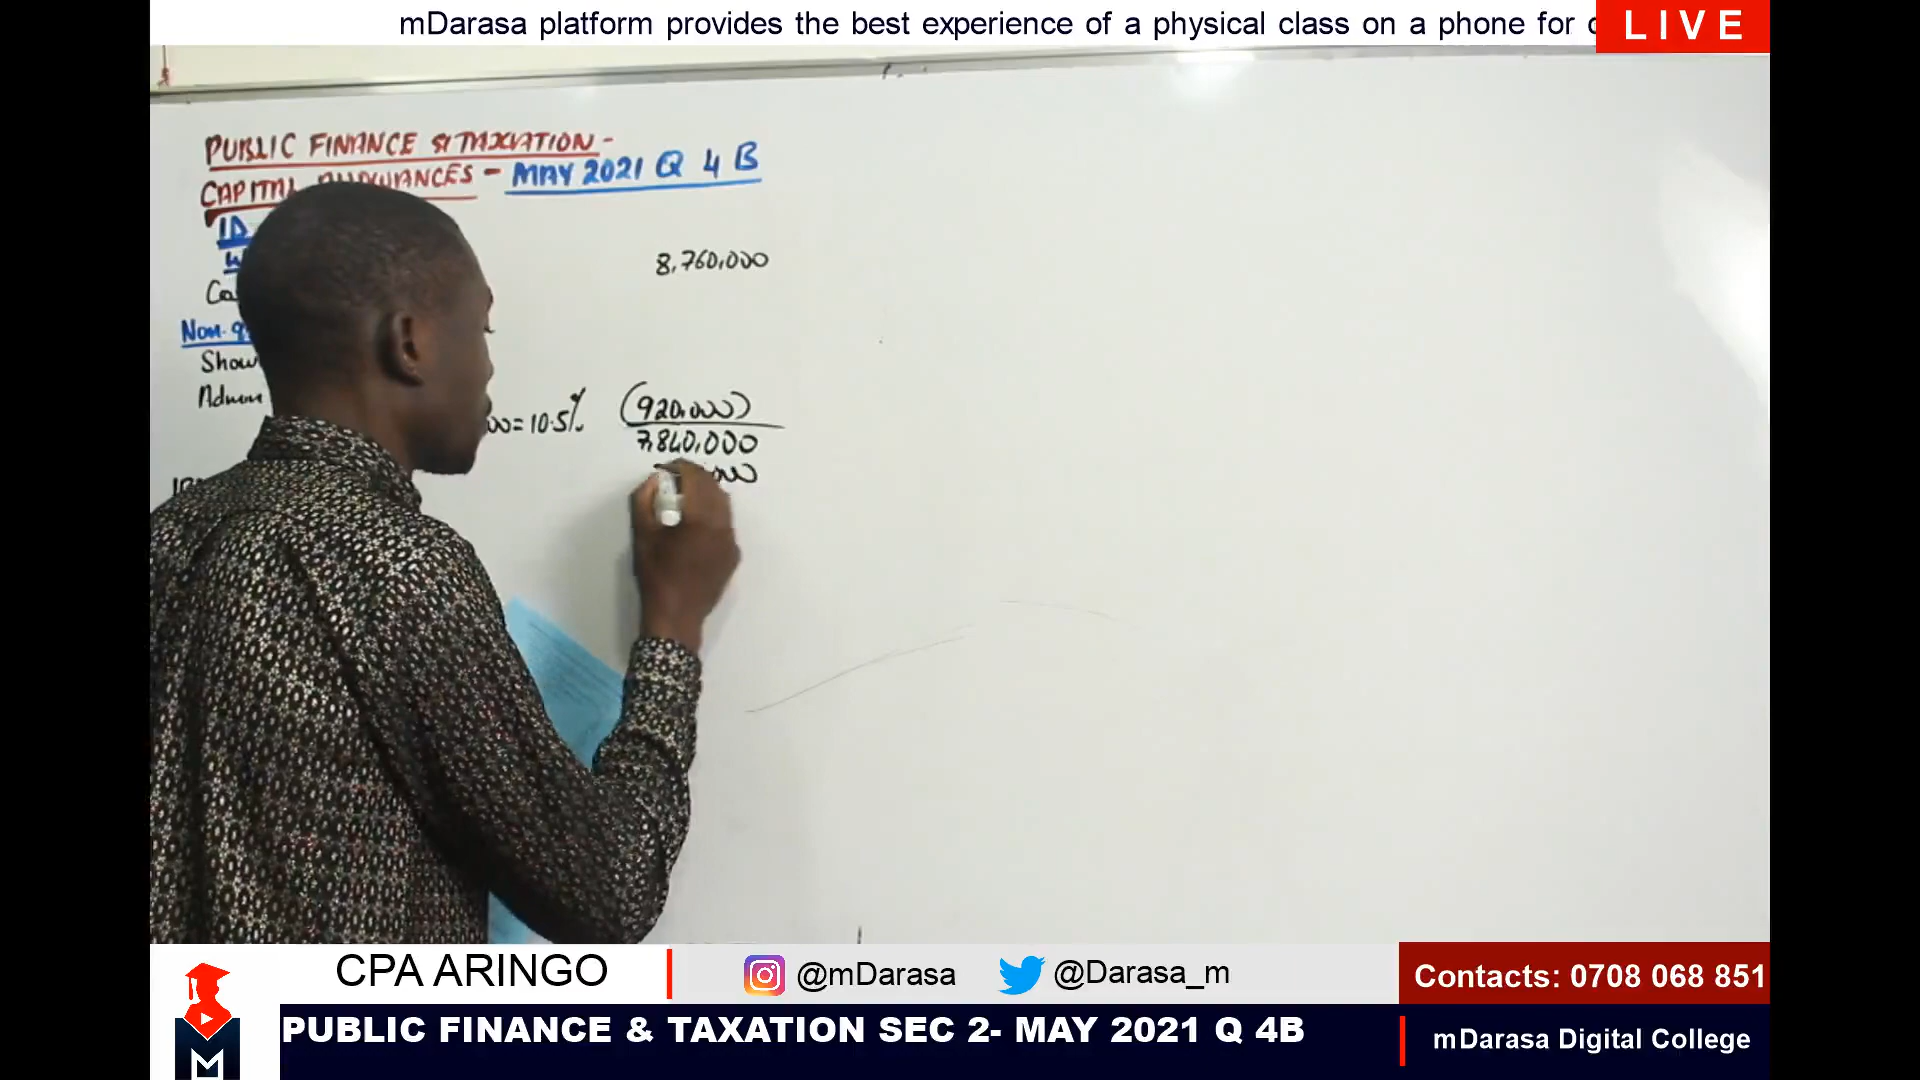 mDarasa platform provides the best experience of a physical class on a phone for
LIVE
PUBLIC FINANCE & TAXATION -
CAPITAL ALLOWANCES - MAY 2021 Q 4 B
ID
8,760,000
Non-q
Show
Admin
00 = 10.5%
(920,000)
7,840,000
CPA ARINGO
@mDarasa
@Darasa_m
Contacts: 0708 068 851
M
PUBLIC FINANCE & TAXATION SEC 2- MAY 2021 Q 4B
mDarasa Digital College